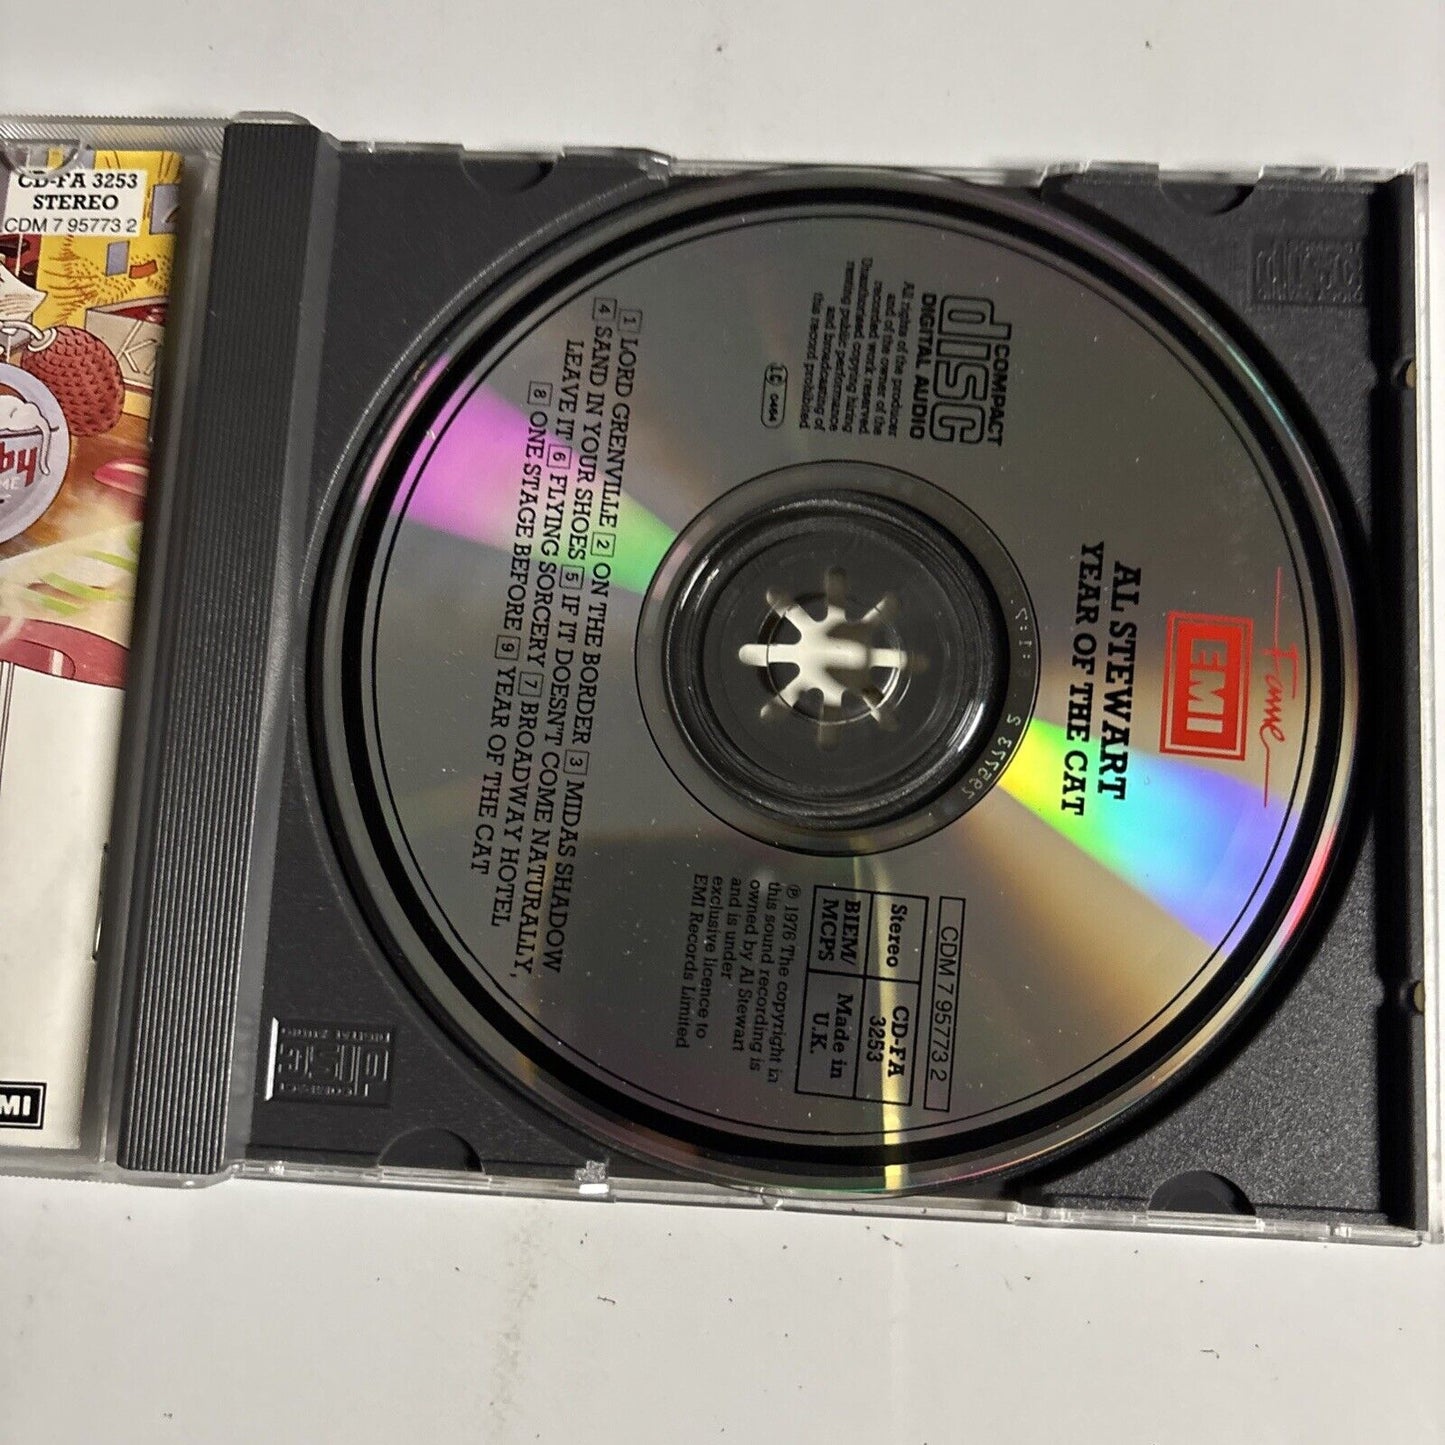 CD-FA 3253
STEREO
CDM 7 95773 2
EMI
Fame
EMI
AL STEWART
YEAR OF THE CAT
COMPACT
disc
DIGITAL AUDIO
All rights of the producer
and of the owner of the
recorded work reserved
Unauthorised copying hiring
renting public performance
and broadcasting of
this record prohibited
LC 0454
CDM 7 95773 2
Stereo
CD-FA
3253
BIEM/
MCPS
Made in
U.K.
℗ 1976 The copyright in
this sound recording is
owned by Al Stewart
and is under
exclusive licence to
EMI Records Limited
1 LORD GRENVILLE 2 ON THE BORDER 3 MIDAS SHADOW
4 SAND IN YOUR SHOES 5 IF IT DOESN'T COME NATURALLY,
LEAVE IT 6 FLYING SORCERY 7 BROADWAY HOTEL
8 ONE STAGE BEFORE 9 YEAR OF THE CAT
COMPACT
disc
DIGITAL AUDIO